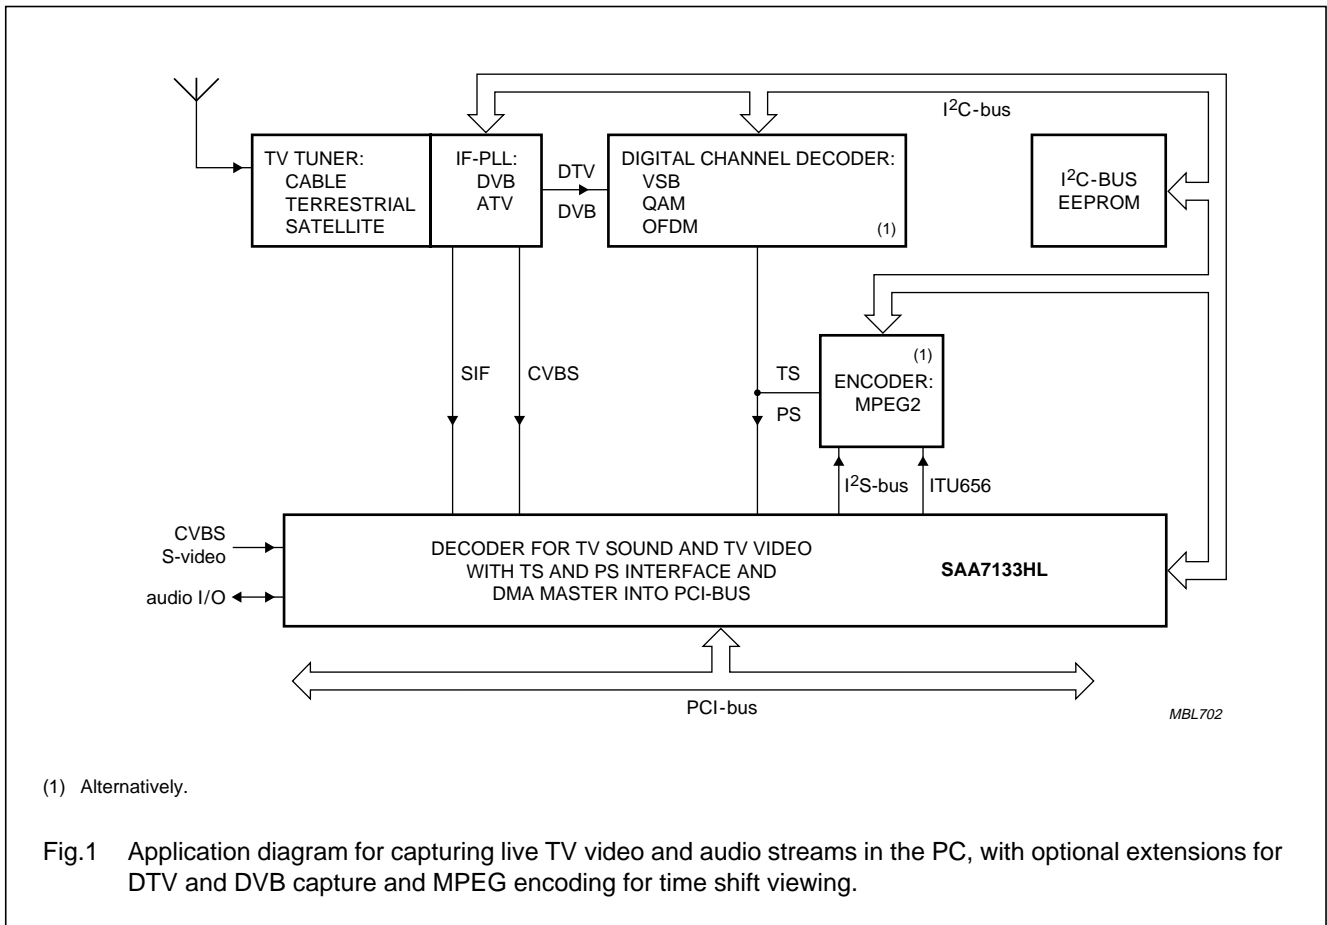 I2C-bus
TV TUNER:
CABLE
TERRESTRIAL
SATELLITE
IF-PLL:
DVB
ATV
DTV
DVB
DIGITAL CHANNEL DECODER:
VSB
QAM
OFDM
(1)
I2C-BUS
EEPROM
SIF
CVBS
TS
PS
(1)
ENCODER:
MPEG2
I2S-bus
ITU656
CVBS
S-video
audio I/O
DECODER FOR TV SOUND AND TV VIDEO
WITH TS AND PS INTERFACE AND
DMA MASTER INTO PCI-BUS
SAA7133HL
PCI-bus
MBL702
(1) Alternatively.
Fig.1 Application diagram for capturing live TV video and audio streams in the PC, with optional extensions for
DTV and DVB capture and MPEG encoding for time shift viewing.